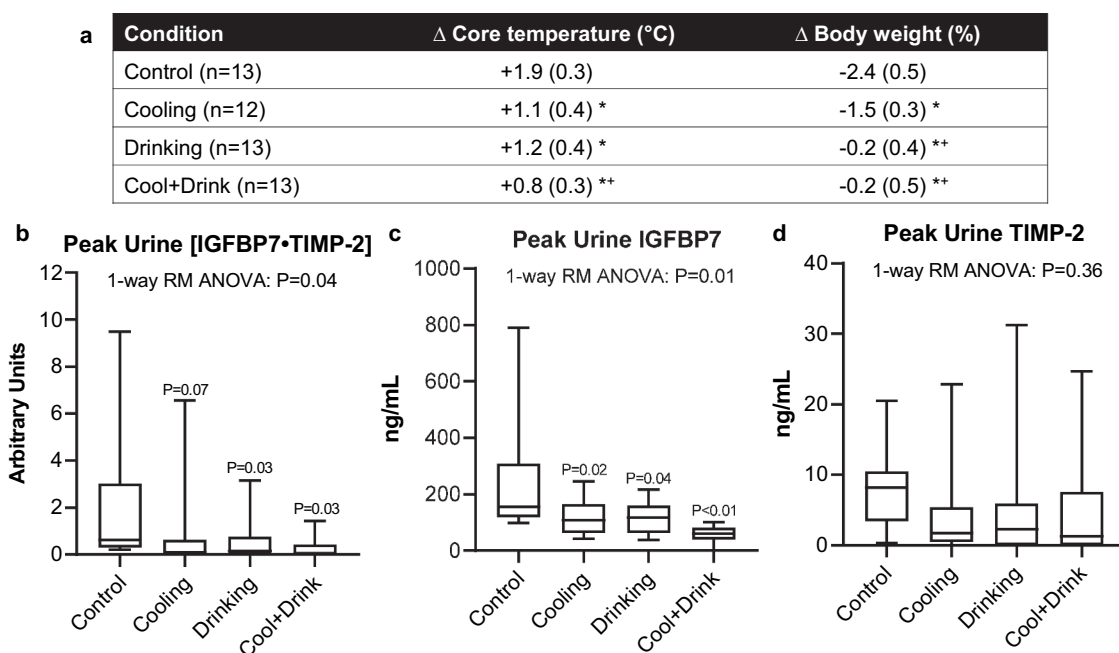 a
Condition Δ Core temperature (°C) Δ Body weight (%)
Control (n=13) +1.9 (0.3) -2.4 (0.5)
Cooling (n=12) +1.1 (0.4) * -1.5 (0.3) *
Drinking (n=13) +1.2 (0.4) * -0.2 (0.4) *⁺
Cool+Drink (n=13) +0.8 (0.3) *⁺ -0.2 (0.5) *⁺
b
Peak Urine [IGFBP7•TIMP-2]
1-way RM ANOVA: P=0.04
Arbitrary Units
12
10
8
6
4
2
0
P=0.07
P=0.03
P=0.03
Control
Cooling
Drinking
Cool+Drink
c
Peak Urine IGFBP7
1-way RM ANOVA: P=0.01
ng/mL
1000
800
600
400
200
0
P=0.02
P=0.04
P<0.01
Control
Cooling
Drinking
Cool+Drink
d
Peak Urine TIMP-2
1-way RM ANOVA: P=0.36
ng/mL
40
30
20
10
0
Control
Cooling
Drinking
Cool+Drink